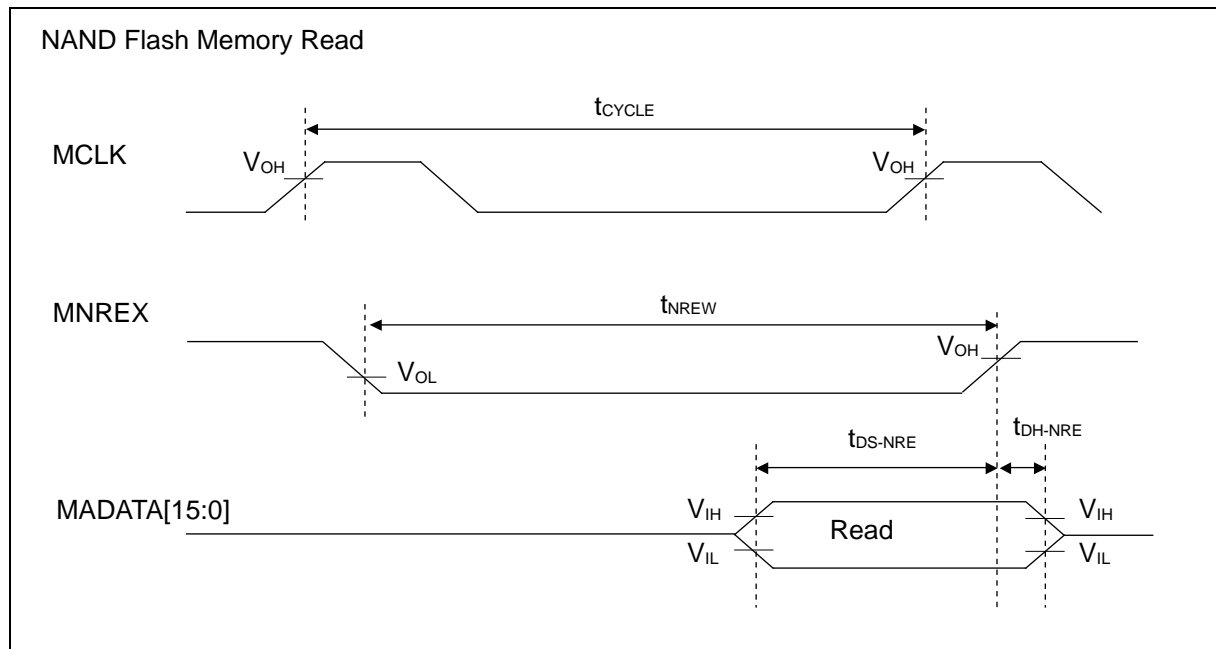 NAND Flash Memory Read
tCYCLE
MCLK
VOH
VOH
tNREW
MNREX
VOH
VOL
tDS-NRE
tDH-NRE
MADATA[15:0]
VIH
Read
VIH
VIL
VIL